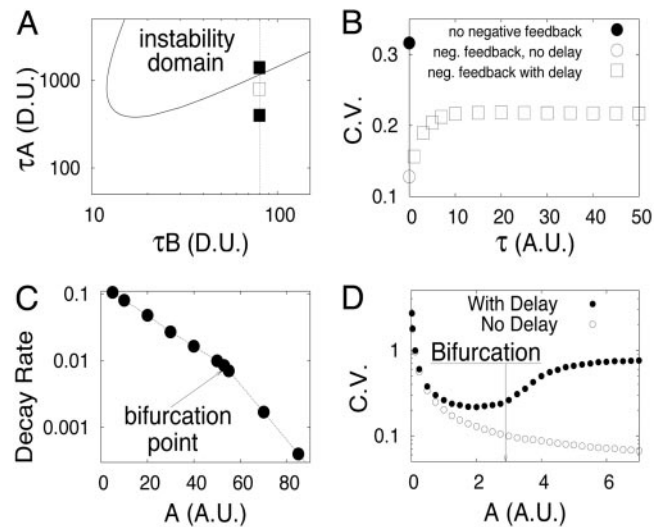 A
instability
domain
1000
100
τA (D.U.)
10
100
τB (D.U.)
B
no negative feedback
neg. feedback, no delay
neg. feedback with delay
0.3
0.2
0.1
C.V.
0 10 20 30 40 50
τ (A.U.)
C
0.1
0.01
0.001
Decay Rate
bifurcation
point
0 20 40 60 80
A (A.U.)
D
With Delay
No Delay
Bifurcation
1
0.1
C.V.
0 2 4 6
A (A.U.)